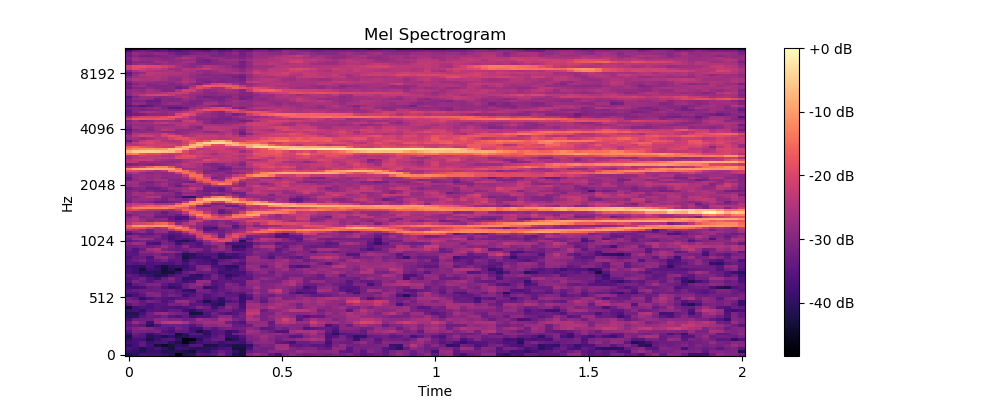 Mel Spectrogram
Hz
8192
4096
2048
1024
512
0
0 0.5 1 1.5 2
Time
+0 dB
-10 dB
-20 dB
-30 dB
-40 dB